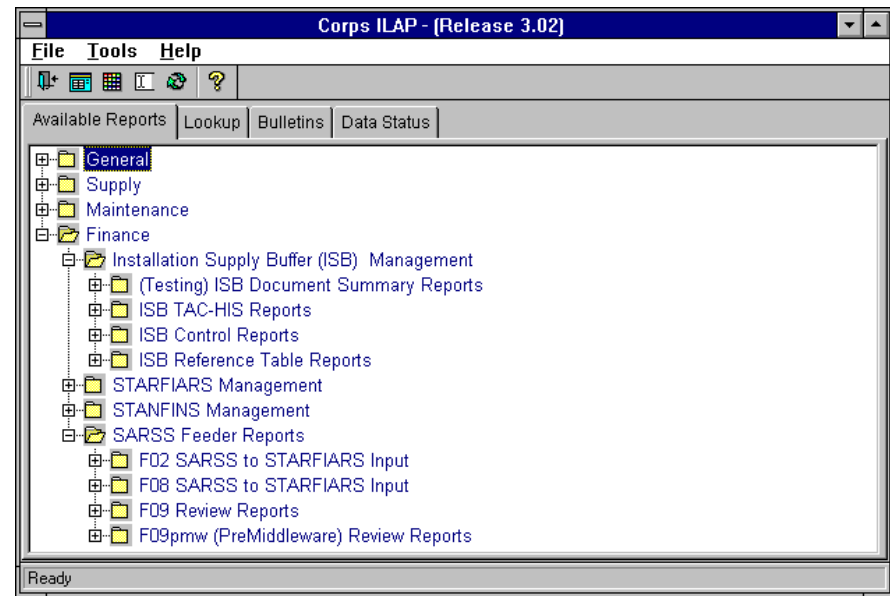 Corps ILAP - (Release 3.02)
File Tools Help
Available Reports Lookup Bulletins Data Status
General
Supply
Maintenance
Finance
Installation Supply Buffer (ISB) Management
(Testing) ISB Document Summary Reports
ISB TAC-HIS Reports
ISB Control Reports
ISB Reference Table Reports
STARFIARS Management
STANFINS Management
SARSS Feeder Reports
F02 SARSS to STARFIARS Input
F08 SARSS to STARFIARS Input
F09 Review Reports
F09pmw (PreMiddleware) Review Reports
Ready